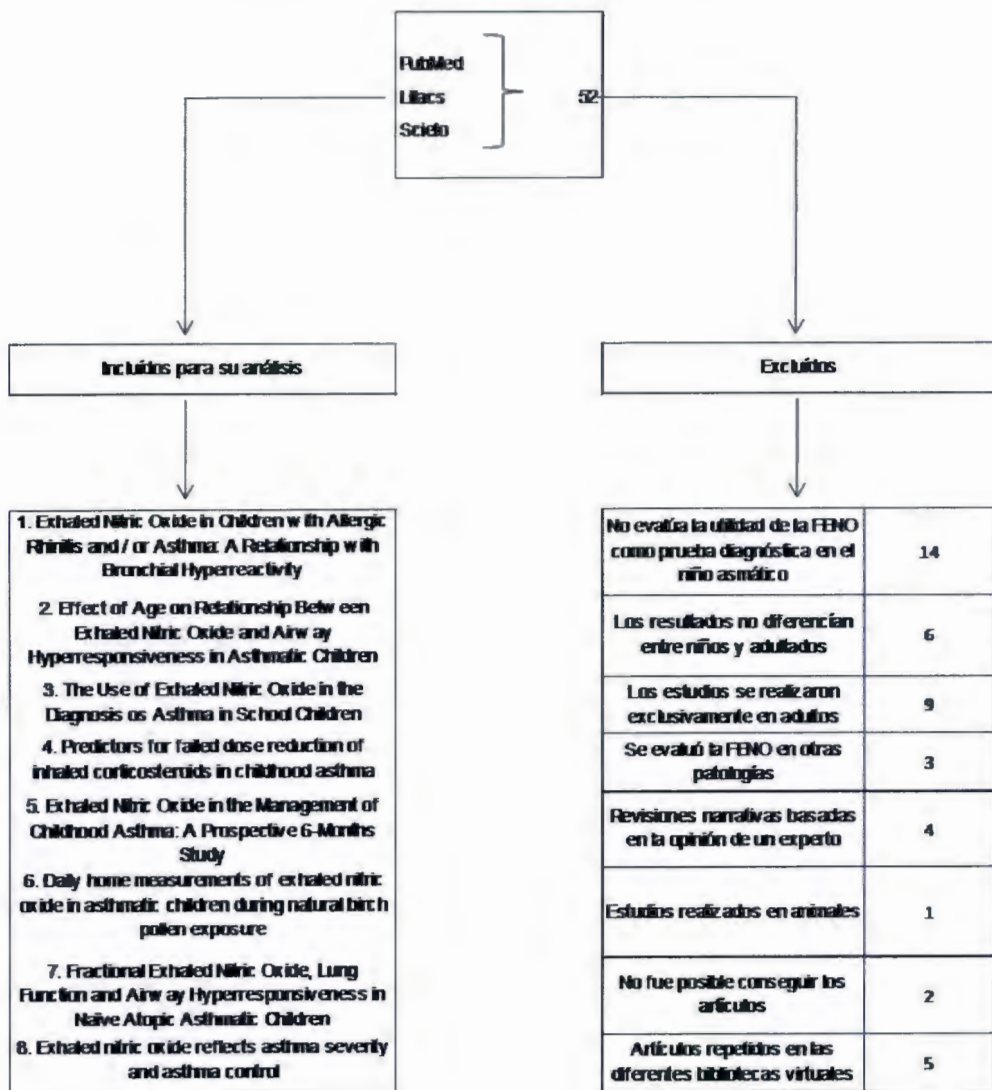 PubMed
Lilacs
Scielo
52
Incluídos para su análisis
Excluídos
1. Exhaled Nitric Oxide in Children with Allergic
Rhinitis and / or Asthma: A Relationship with
Bronchial Hyperreactivity
2. Effect of Age on Relationship Betw een
Exhaled Nitric Oxide and Airw ay
Hyperresponsiveness in Asthmatic Children
3. The Use of Exhaled Nitric Oxide in the
Diagnosis os Asthma in School Children
4. Predictors for failed dose reduction of
inhaled corticosteroids in childhood asthma
5. Exhaled Nitric Oxide in the Management of
Childhood Asthma: A Prospective 6-Months
Study
6. Daily home measurements of exhaled nitric
oxide in asthmatic children during natural birch
pollen exposure
7. Fractional Exhaled Nitric Oxide, Lung
Function and Airw ay Hyperresponsiveness in
Naïve Atopic Asthmatic Children
8. Exhaled nitric oxide reflects asthma severity
and asthma control
No evalúa la utilidad de la FENO
como prueba diagnóstica en el
niño asmático
14
Los resultados no diferencían
entre niños y adultados
6
Los estudios se realizaron
exclusivamente en adultos
9
Se evaluó la FENO en otras
patologías
3
Revisiones narrativas basadas
en la opinión de un experto
4
Estudios realizados en animales
1
No fue posible conseguir los
artículos
2
Artículos repetidos en las
diferentes bibliotecas virtuales
5